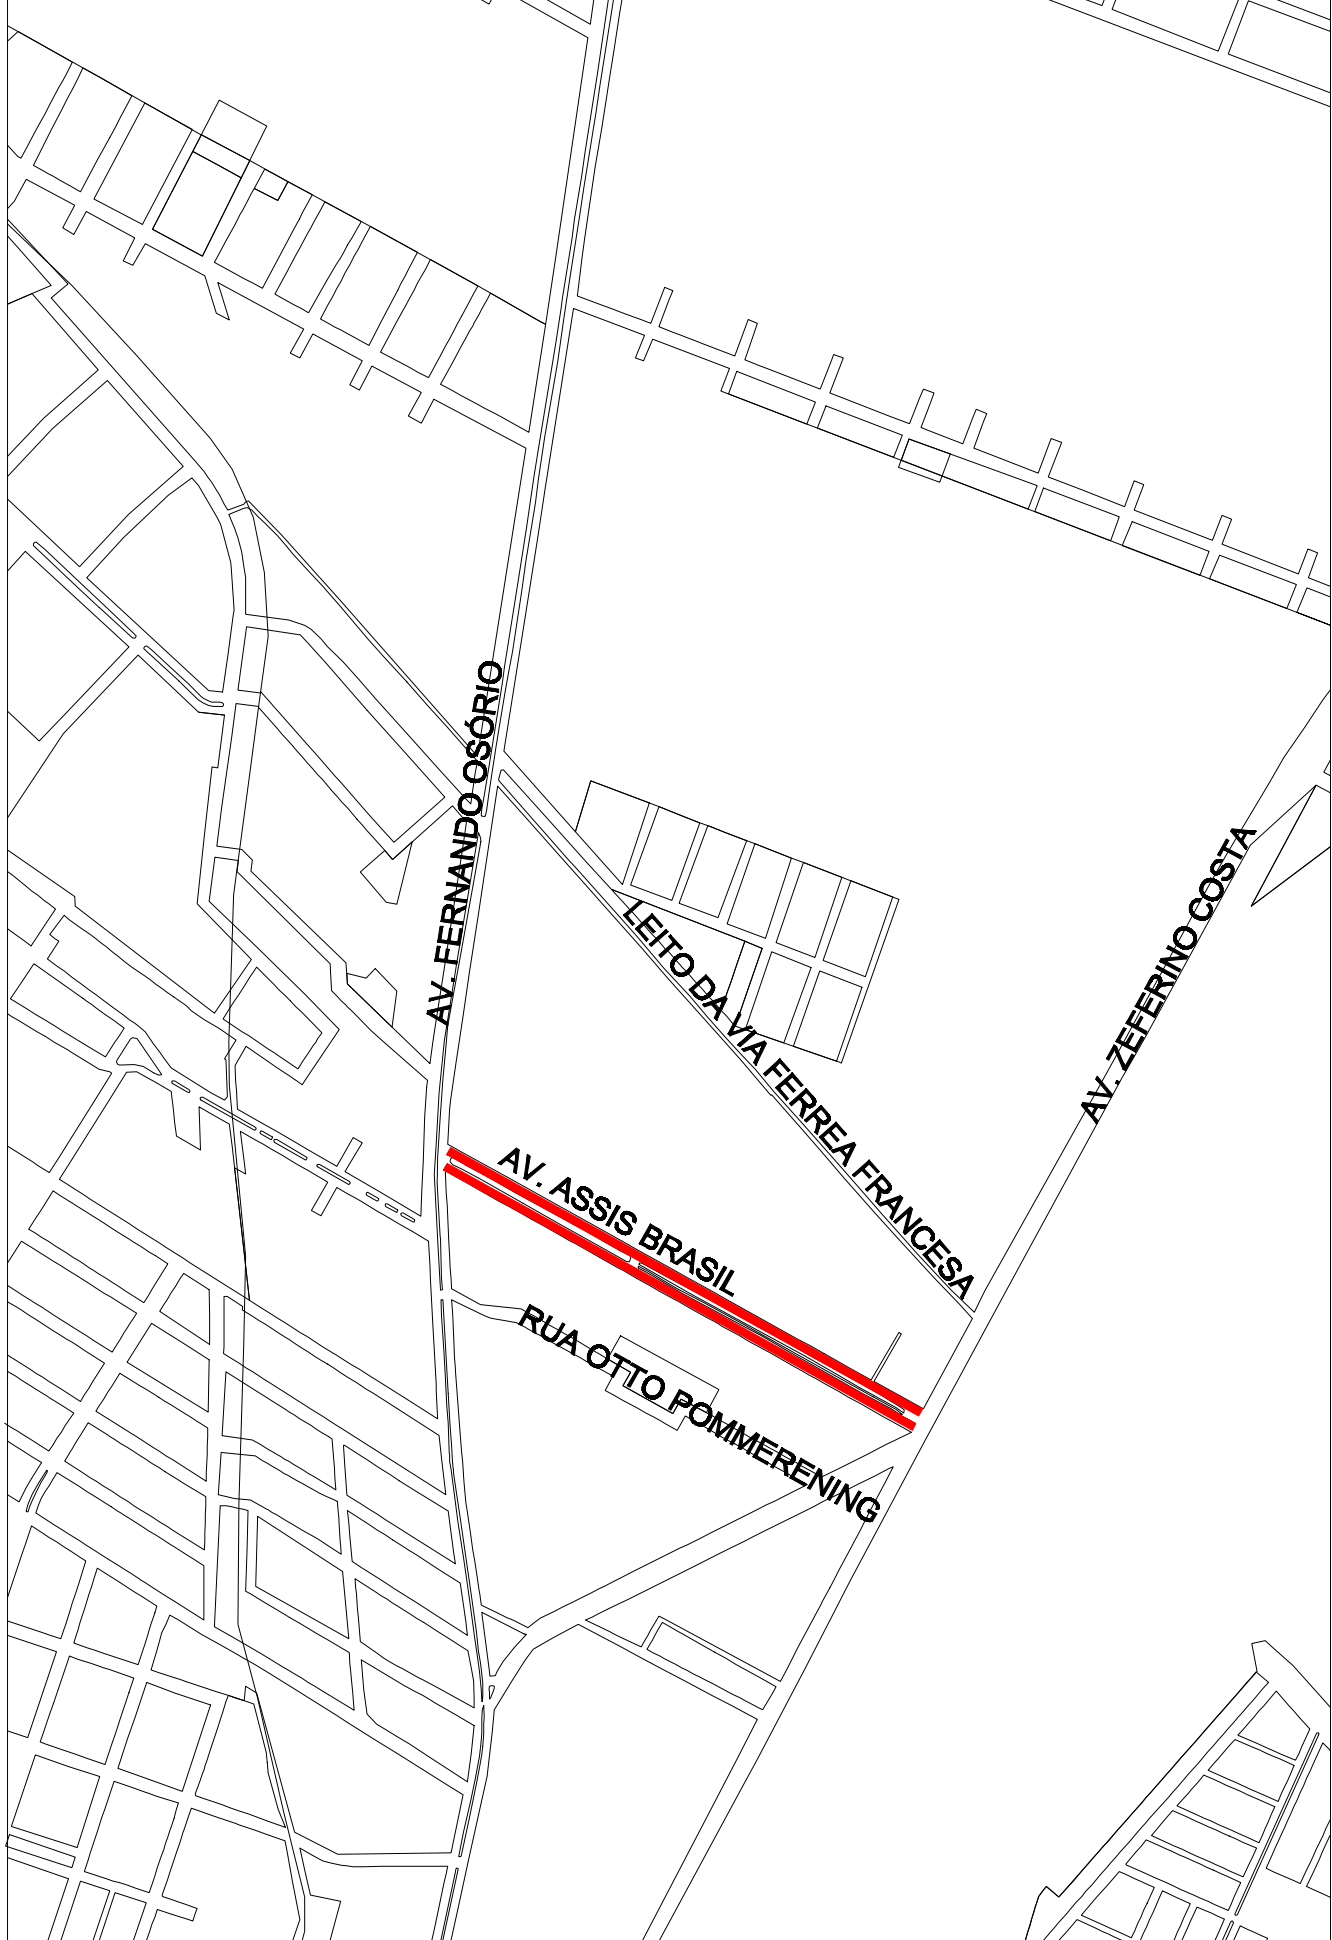 AV. FERNANDO OSÓRIO
AV. ZEFERINO COSTA
LEITO DA VIA FERREA FRANCESA
AV. ASSIS BRASIL
RUA OTTO POMMERENING